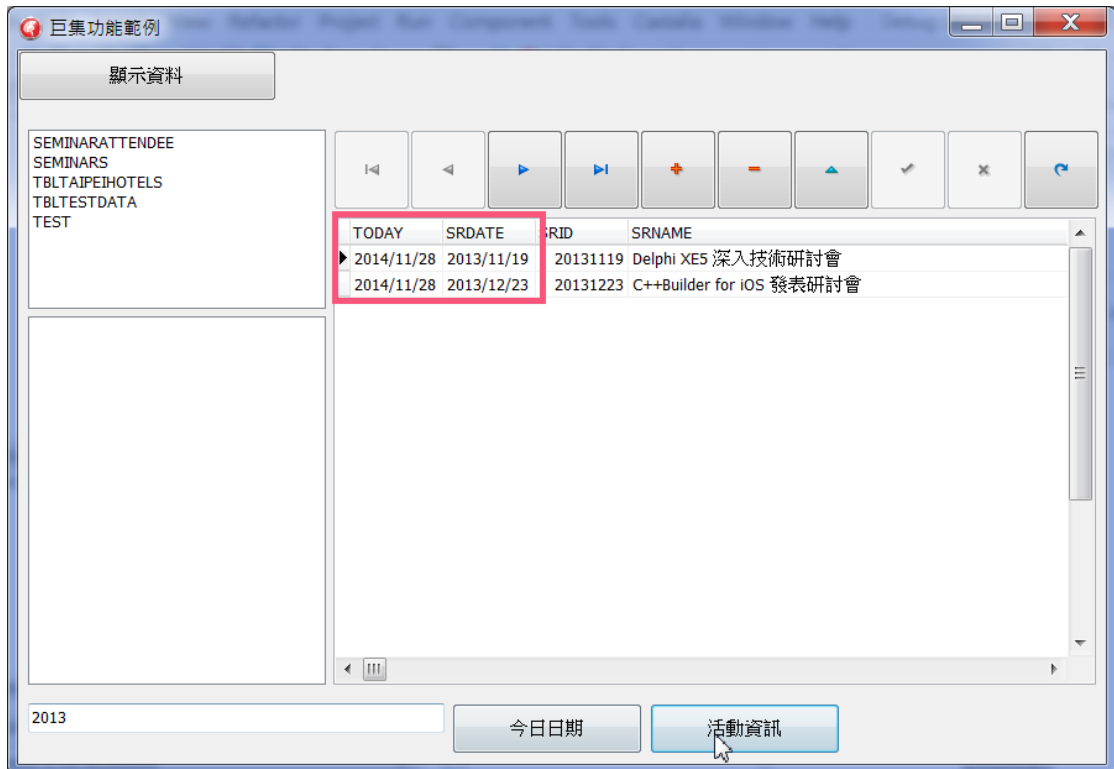 巨集功能範例
顯示資料
SEMINARATTENDEE
SEMINARS
TBLTAIPEIHOTELS
TBLTESTDATA
TEST
TODAY SRDATE SRID SRNAME
2014/11/28 2013/11/19 20131119 Delphi XE5 深入技術研討會
2014/11/28 2013/12/23 20131223 C++Builder for iOS 發表研討會
2013
今日日期
活動資訊